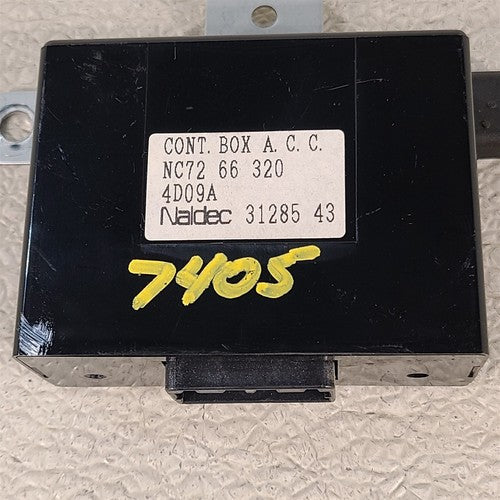 CONT. BOX A. C. C.
NC72 66 320
4D09A
Naldec 31285 43
7405